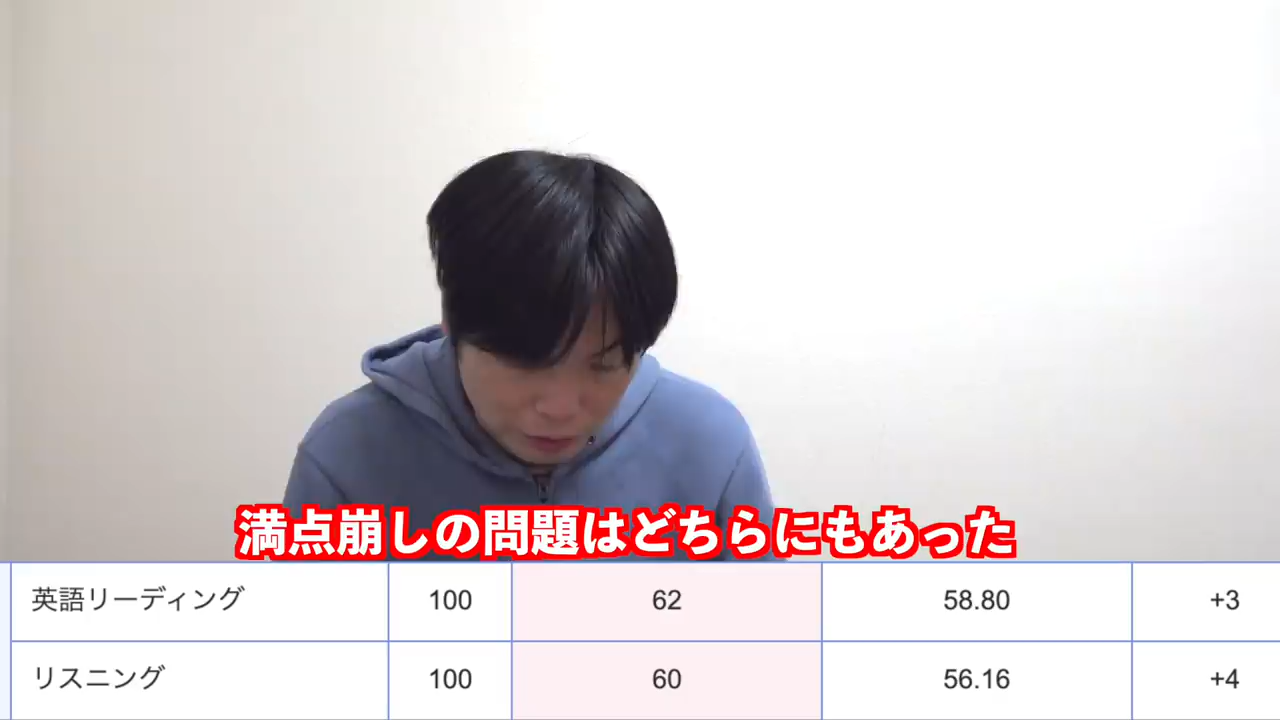 満点崩しの問題はどちらにもあった
英語リーディング 100 62 58.80 +3
リスニング 100 60 56.16 +4